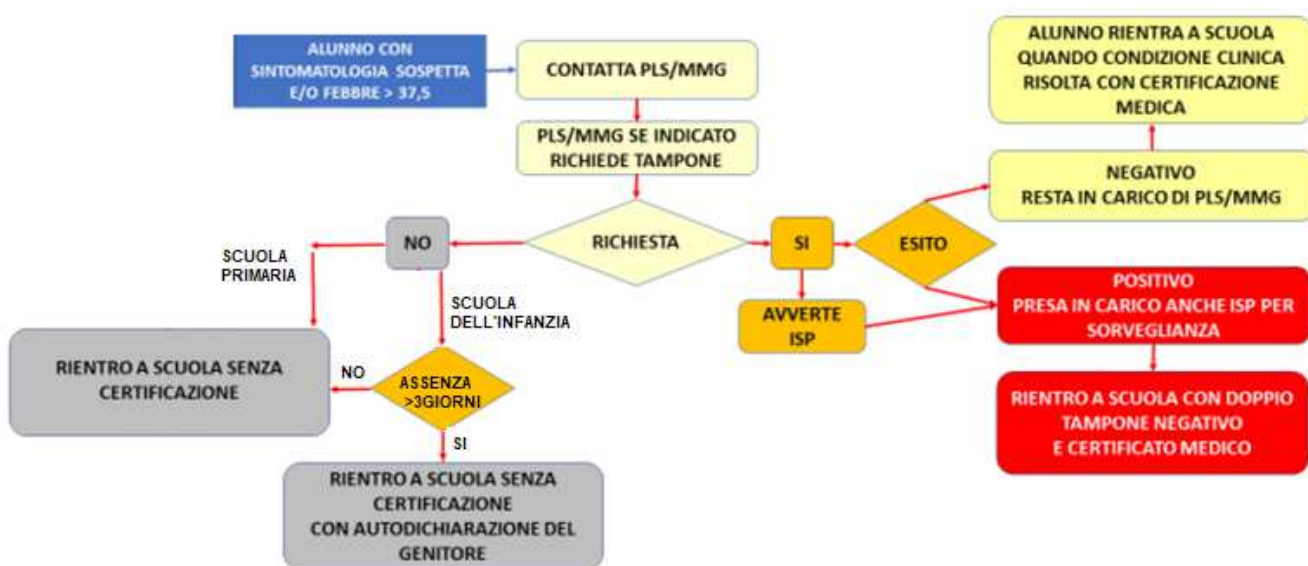 ALUNNO CON
SINTOMATOLOGIA SOSPETTA
E/O FEBBRE > 37,5
CONTATTA PLS/MMG
PLS/MMG SE INDICATO
RICHIEDE TAMPONE
RICHIESTA
ALUNNO RIENTRA A SCUOLA
QUANDO CONDIZIONE CLINICA
RISOLTA CON CERTIFICAZIONE
MEDICA
NEGATIVO
RESTA IN CARICO DI PLS/MMG
NO
SI
ESITO
SCUOLA
PRIMARIA
SCUOLA
DELL'INFANZIA
AVVERTE
ISP
POSITIVO
PRESA IN CARICO ANCHE ISP PER
SORVEGLIANZA
RIENTRO A SCUOLA SENZA
CERTIFICAZIONE
NO
ASSENZA
>3GIORNI
SI
RIENTRO A SCUOLA CON DOPPIO
TAMPONE NEGATIVO
E CERTIFICATO MEDICO
RIENTRO A SCUOLA SENZA
CERTIFICAZIONE
CON AUTODICHIARAZIONE DEL
GENITORE